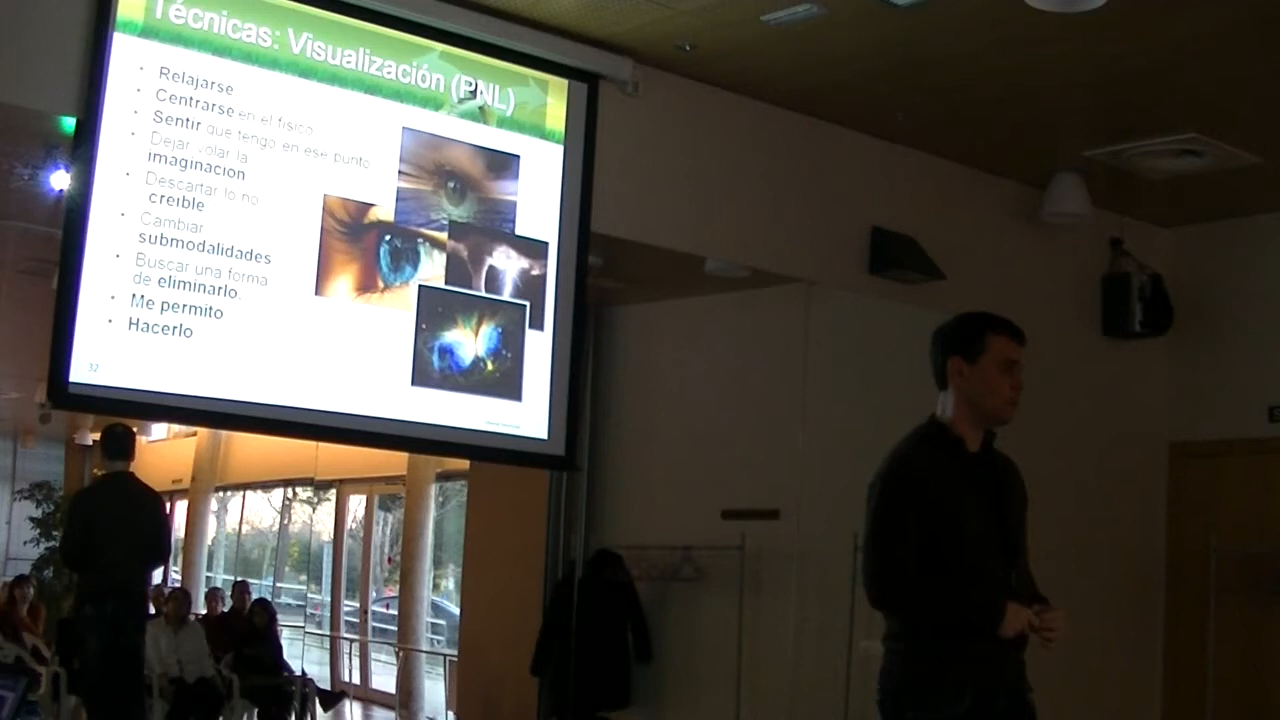 Técnicas: Visualización (PNL)
• Relajarse
• Centrarse en el físico
• Sentir que tengo en ese punto
• Dejar volar la
imaginacion
• Descartar lo no
creible
• Cambiar
submodalidades
• Buscar una forma
de eliminarlo.
• Me permito
• Hacerlo
32